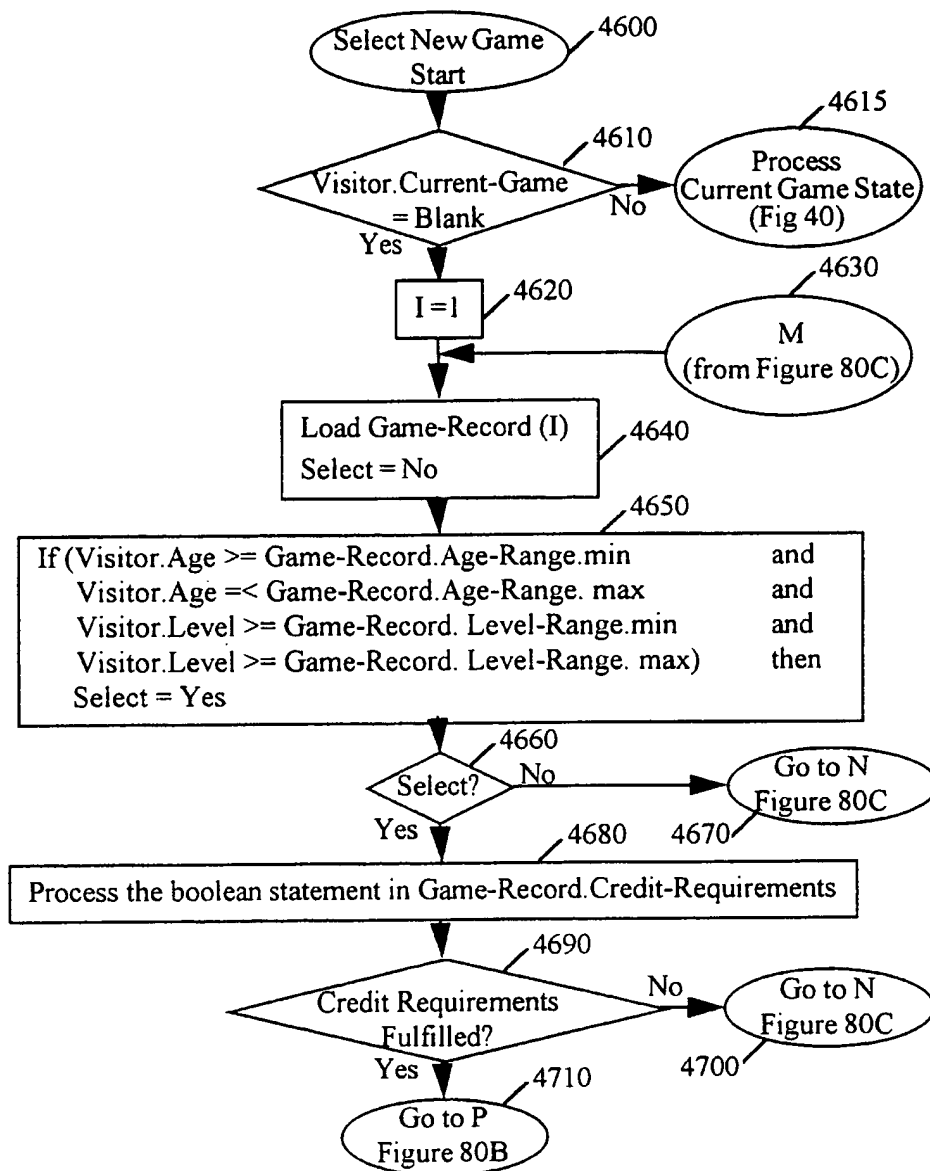 Select New Game
Start
4600
4610
Visitor.Current-Game
= Blank
No
Yes
4615
Process
Current Game State
(Fig 40)
I =1
4620
4630
M
(from Figure 80C)
Load Game-Record (I)
Select = No
4640
4650
If (Visitor.Age >= Game-Record.Age-Range.min and
Visitor.Age =< Game-Record.Age-Range. max and
Visitor.Level >= Game-Record. Level-Range.min and
Visitor.Level >= Game-Record. Level-Range. max) then
Select = Yes
4660
Select?
No
Yes
Go to N
Figure 80C
4670
4680
Process the boolean statement in Game-Record.Credit-Requirements
4690
Credit Requirements
Fulfilled?
No
Yes
Go to N
Figure 80C
4700
4710
Go to P
Figure 80B